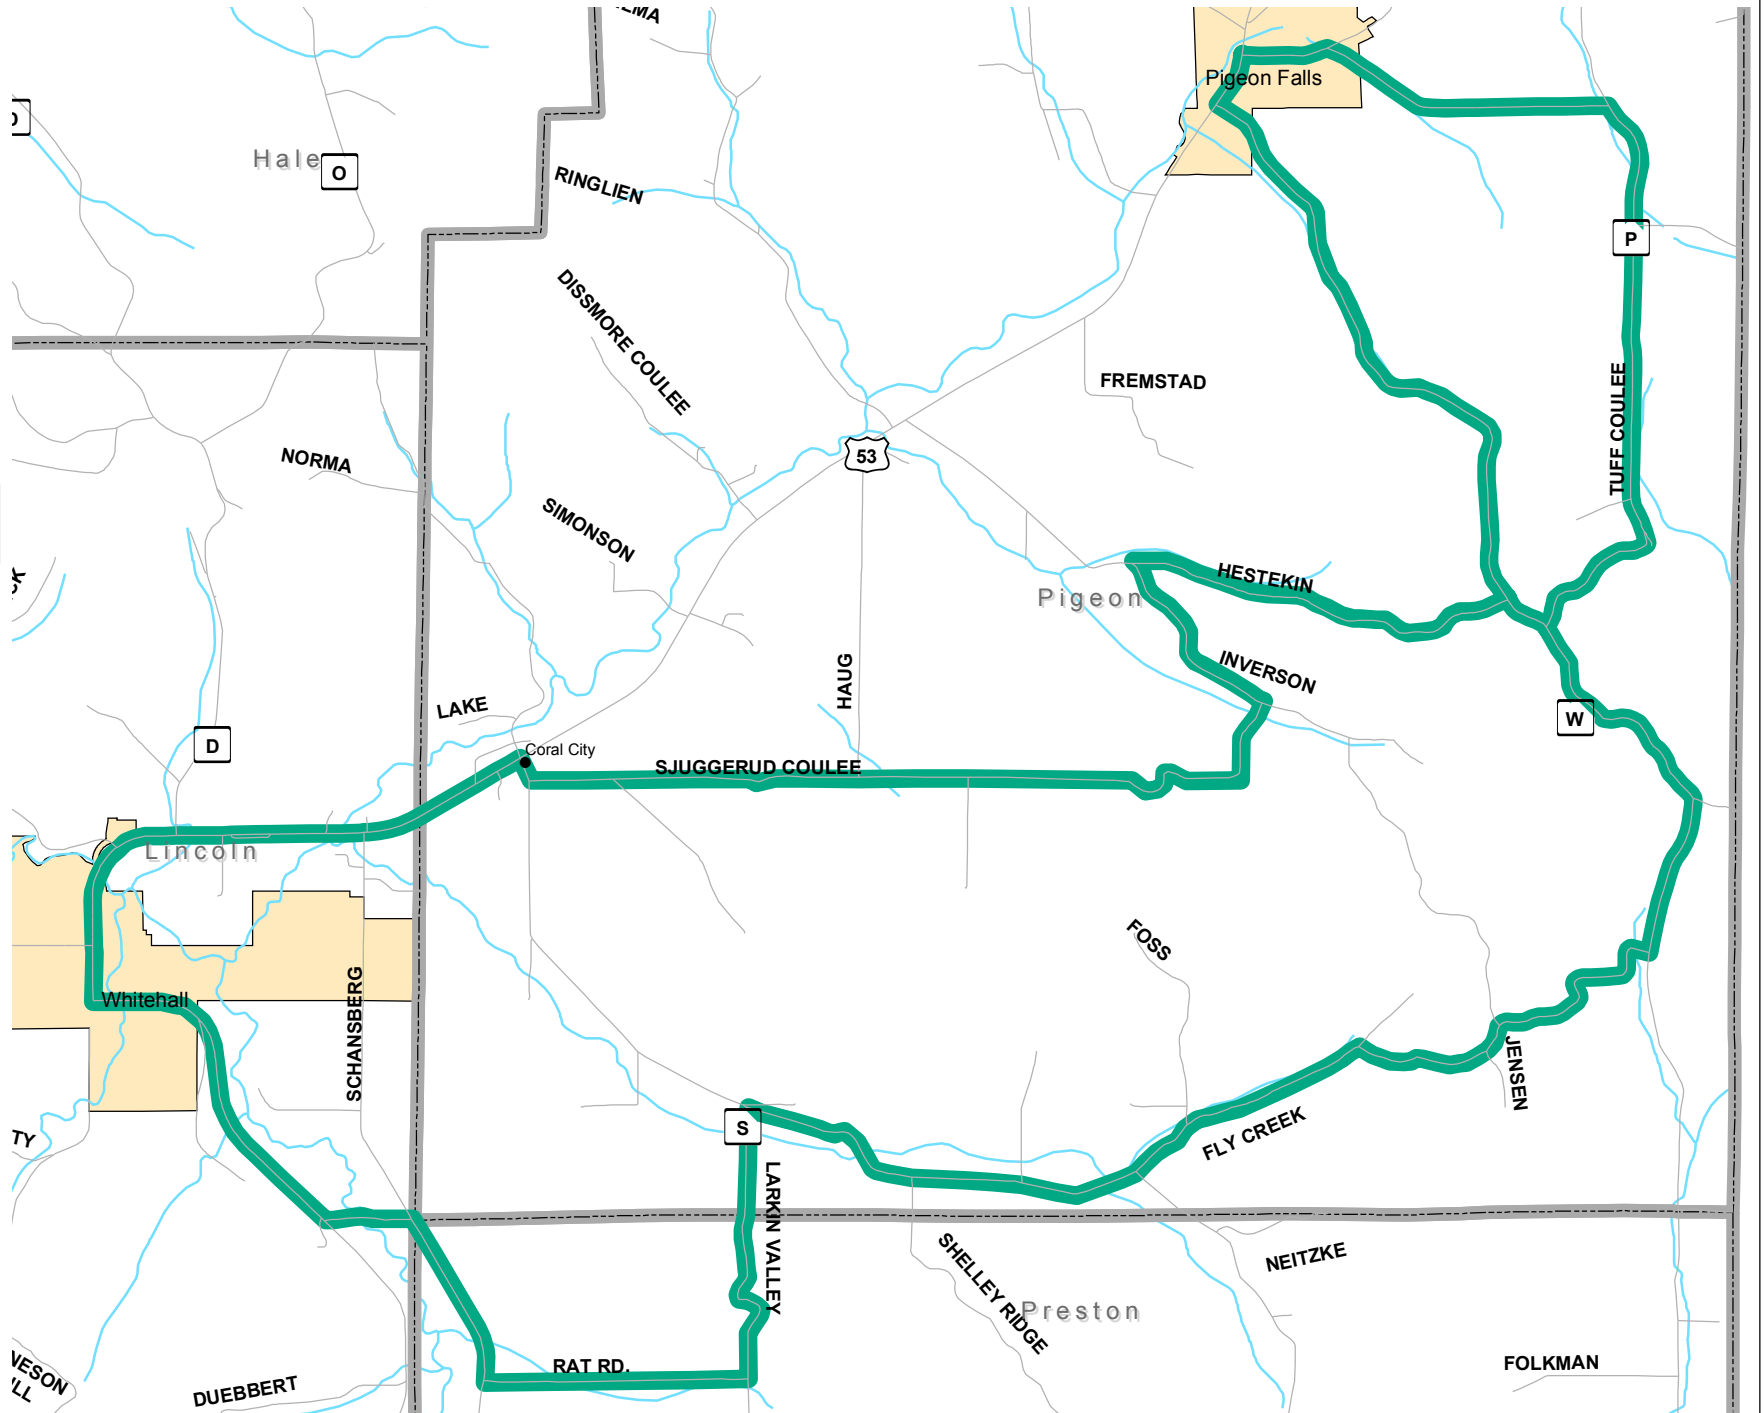 Pigeon Falls
Hale
O
RINGLIEN
P
DISSMORE COULEE
FREMSTAD
TUFF COULEE
53
NORMA
SIMONSON
HESTEKIN
Pigeon
INVERSON
HAUG
LAKE
W
D
Coral City
SJUGGERUD COULEE
Lincoln
FOSS
Whitehall
SCHANSBERG
JENSEN
S
FLY CREEK
TY
LARKIN VALLEY
SHELLEY RIDGE
NEITZKE
Preston
RAT RD.
FOLKMAN
NESON
DUEBBERT